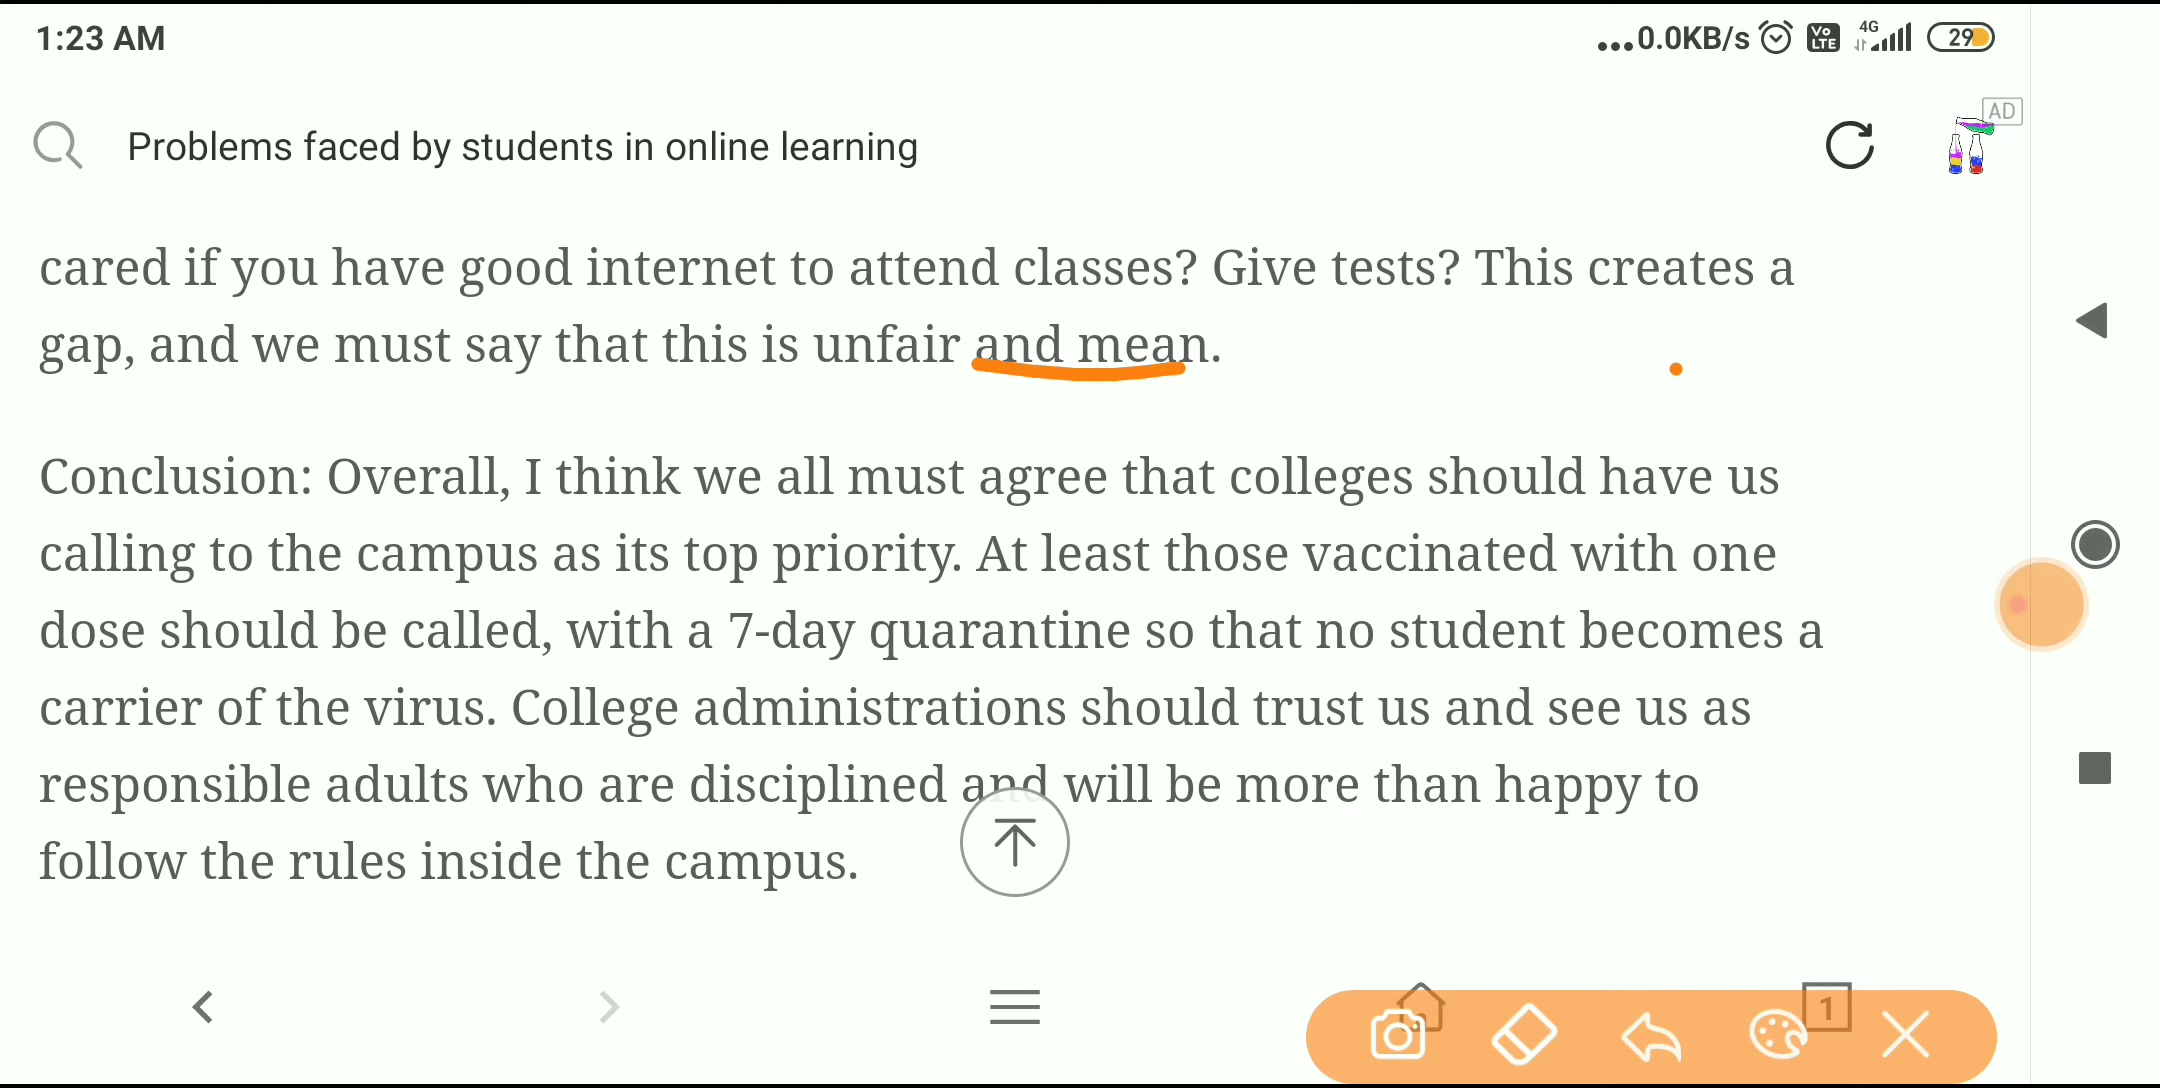 1:23 AM
...0.0KB/s Vo LTE 4G 29
Problems faced by students in online learning
AD
cared if you have good internet to attend classes? Give tests? This creates a
gap, and we must say that this is unfair and mean.
Conclusion: Overall, I think we all must agree that colleges should have us
calling to the campus as its top priority. At least those vaccinated with one
dose should be called, with a 7-day quarantine so that no student becomes a
carrier of the virus. College administrations should trust us and see us as
responsible adults who are disciplined and will be more than happy to
follow the rules inside the campus.
1